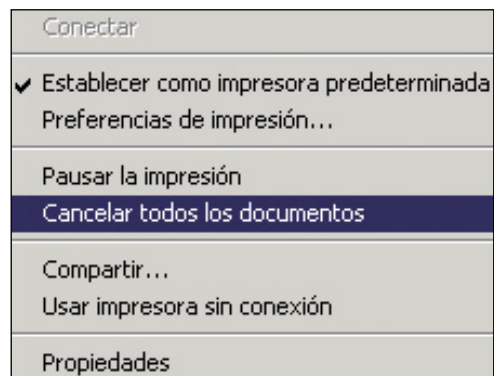 Conectar
Establecer como impresora predeterminada
Preferencias de impresión...
Pausar la impresión
Cancelar todos los documentos
Compartir...
Usar impresora sin conexión
Propiedades